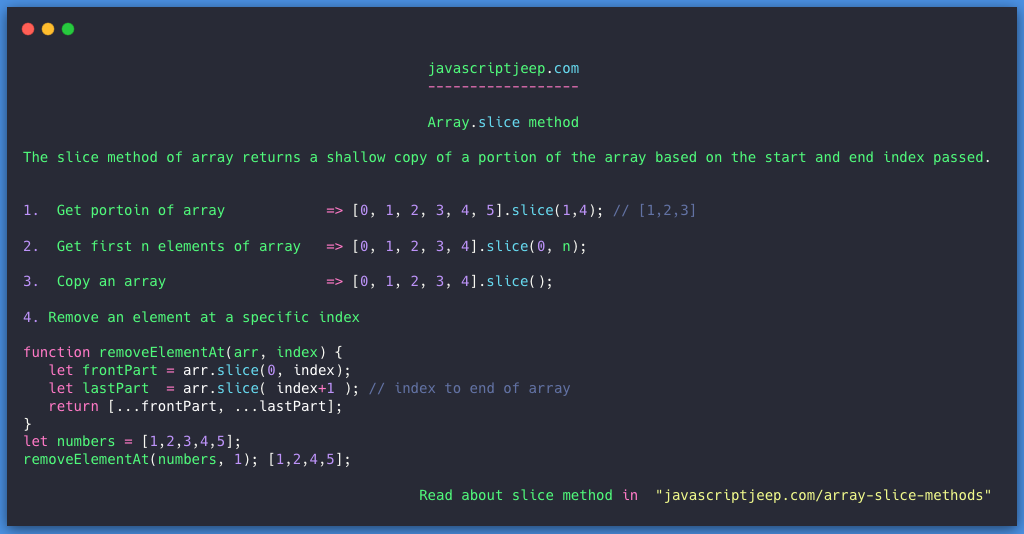 javascriptjeep.com
------------------
Array.slice method
The slice method of array returns a shallow copy of a portion of the array based on the start and end index passed.
1.  Get portoin of array            => [0, 1, 2, 3, 4, 5].slice(1,4); // [1,2,3]
2.  Get first n elements of array   => [0, 1, 2, 3, 4].slice(0, n);
3.  Copy an array                   => [0, 1, 2, 3, 4].slice();
4. Remove an element at a specific index
function removeElementAt(arr, index) {
   let frontPart = arr.slice(0, index);
   let lastPart  = arr.slice( index+1 ); // index to end of array
   return [...frontPart, ...lastPart];
}
let numbers = [1,2,3,4,5];
removeElementAt(numbers, 1); [1,2,4,5];
Read about slice method in  "javascriptjeep.com/array-slice-methods"